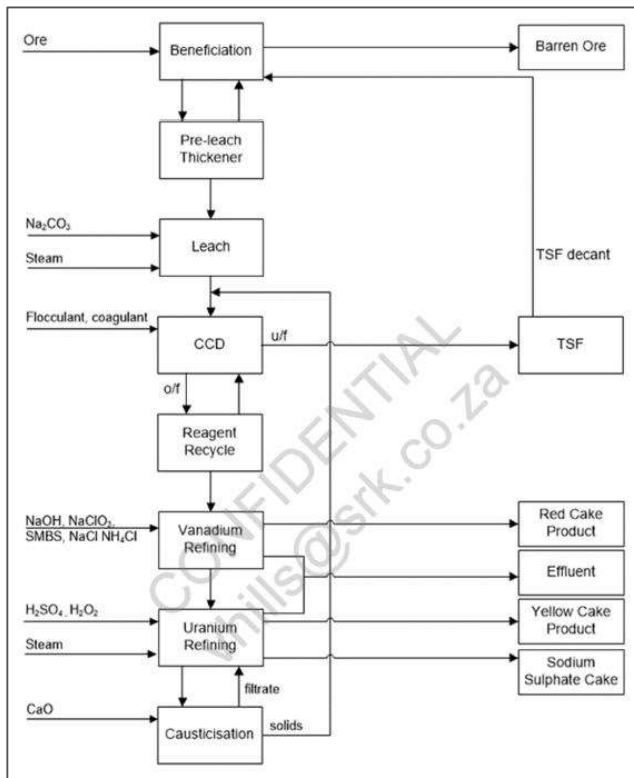 Ore
Beneficiation
Barren Ore
Pre-leach
Thickener
Na₂CO₃
Leach
Steam
TSF decant
Flocculant, coagulant
CCD
u/f
TSF
o/f
Reagent
Recycle
NaOH, NaClO₃,
SMBS, NaCl NH₄Cl
Vanadium
Refining
Red Cake
Product
Effluent
H₂SO₄, H₂O₂
Uranium
Refining
Yellow Cake
Product
Steam
Sodium
Sulphate Cake
filtrate
CaO
Causticisation
solids
CONFIDENTIAL
vhills@srk.co.za